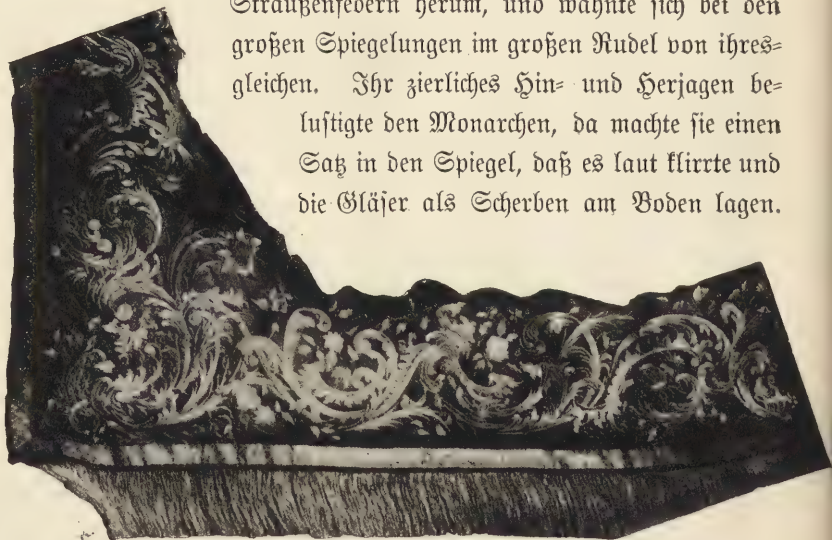 Straußenfedern herum, und wähnte sich bei den
großen Spiegelungen im großen Rudel von ihres-
gleichen. Ihr zierliches Hin- und Herjagen be-
lustigte den Monarchen, da machte sie einen
Satz in den Spiegel, daß es laut klirrte und
die Gläser als Scherben am Boden lagen.